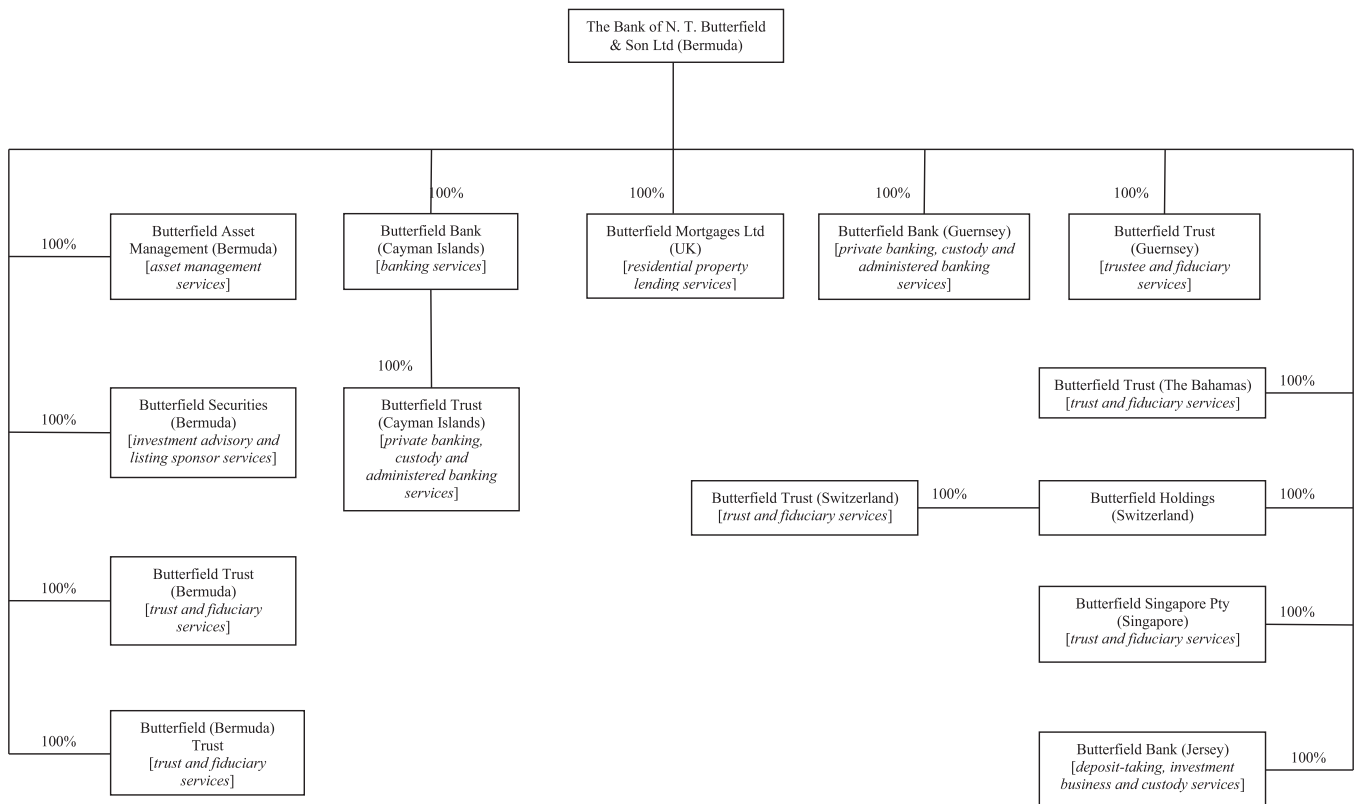 The Bank of N. T. Butterfield
& Son Ltd (Bermuda)
100%
100%
100%
100%
100%
Butterfield Asset
Management (Bermuda)
[asset management
services]
Butterfield Bank
(Cayman Islands)
[banking services]
Butterfield Mortgages Ltd
(UK)
[residential property
lending services]
Butterfield Bank (Guernsey)
[private banking, custody and
administered banking
services]
Butterfield Trust
(Guernsey)
[trustee and fiduciary
services]
100%
100%
Butterfield Trust (The Bahamas)
[trust and fiduciary services]
100%
Butterfield Securities
(Bermuda)
[investment advisory and
listing sponsor services]
Butterfield Trust
(Cayman Islands)
[private banking,
custody and
administered banking
services]
Butterfield Trust (Switzerland)
[trust and fiduciary services]
100%
Butterfield Holdings
(Switzerland)
100%
100%
Butterfield Trust
(Bermuda)
[trust and fiduciary
services]
Butterfield Singapore Pty
(Singapore)
[trust and fiduciary services]
100%
100%
Butterfield (Bermuda)
Trust
[trust and fiduciary
services]
Butterfield Bank (Jersey)
[deposit-taking, investment
business and custody services]
100%